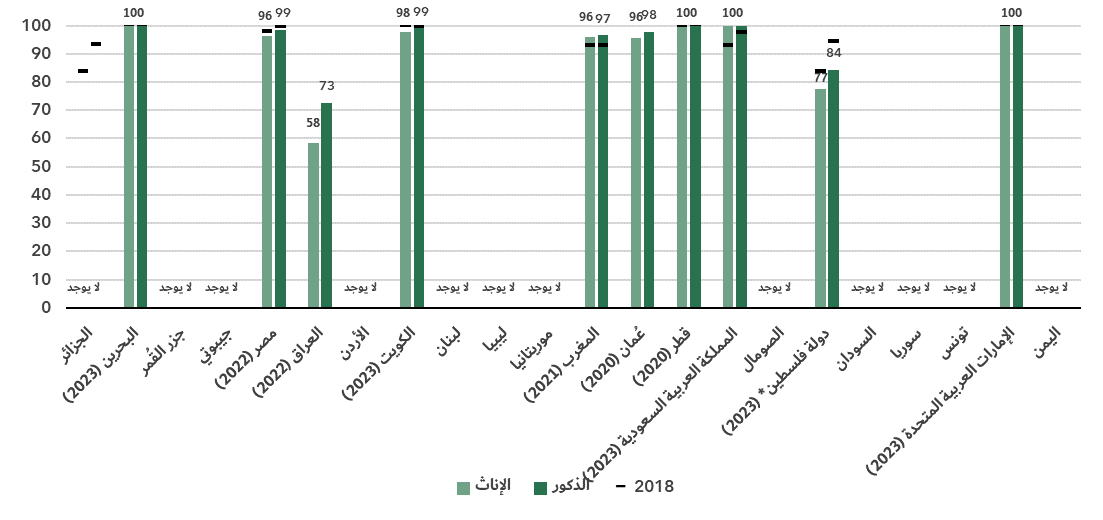 100 96 99 98 99 96 97 96 98 100 100 100
100
90
84
80
77
73
70
60
58
50
40
30
20
10
لا يوجد لا يوجد لا يوجد لا يوجد لا يوجد لا يوجد لا يوجد لا يوجد لا يوجد لا يوجد لا يوجد لا يوجد
0
الجزائر
البحرين (2023)
جزر القُمر
جيبوتي
مصر (2022)
العراق (2022)
الأردن
الكويت (2023)
لبنان
ليبيا
موريتانيا
المغرب (2021)
عُمان (2020)
قطر (2020)
المملكة العربية السعودية (2023)
الصومال
دولة فلسطين* (2023)
السودان
سوريا
تونس
الإمارات العربية المتحدة (2023)
اليمن
الإناث الذكور 2018